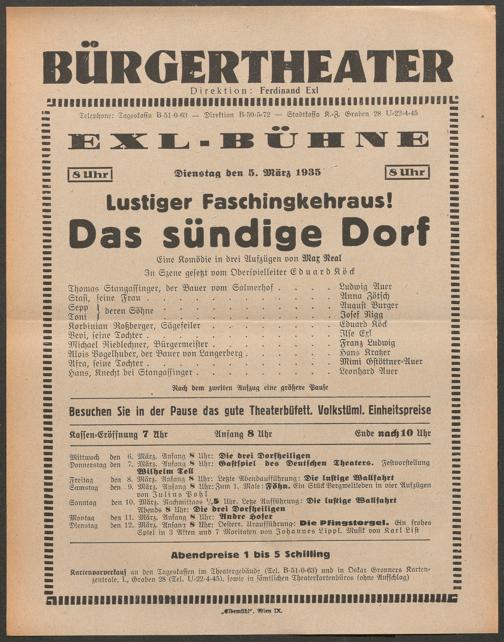 BÜRGERTHEATER
Direktion: Ferdinand Exl
Telephone: Tageskassa B-51-0-63 — Direktion B-50-5-72 — Stadtkassa K.-J. Graben 28 U-22-4-45
EXL-BÜHNE
8 Uhr Dienstag den 5. März 1935 8 Uhr
Lustiger Faschingkehraus!
Das sündige Dorf
Eine Komödie in drei Aufzügen von Max Neal
In Szene gesetzt vom Oberspielleiter Eduard Köck
Thomas Stangassinger, der Bauer vom Salmerhof . . . . Ludwig Auer
Stasi, seine Frau . . . . Anna Zötsch
Sepp } deren Söhne . . . . August Burger
Toni } . . . . Josef Nigg
Korbinian Roßberger, Sägefeiler . . . . Eduard Köck
Vevi, seine Tochter . . . . Ilse Exl
Michael Riedlechner, Bürgermeister . . . . Franz Ludwig
Alois Vogelhuber, der Bauer von Langerberg . . . . Hans Kratzer
Afra, seine Tochter . . . . Mimi Gstöttner-Auer
Hans, Knecht bei Stangassinger . . . . Leonhard Auer
Nach dem zweiten Aufzug eine größere Pause
Besuchen Sie in der Pause das gute Theaterbüfett. Volkstüml. Einheitspreise
Kassen-Eröffnung 7 Uhr Anfang 8 Uhr Ende nach 10 Uhr
Mittwoch den 6. März. Anfang 8 Uhr: Die drei Dorfheiligen
Donnerstag den 7. März. Anfang 8 Uhr: Gastspiel des Deutschen Theaters. Festvorstellung
Wilhelm Tell
Freitag den 8. März. Anfang 8 Uhr: Letzte Abendaufführung: Die lustige Wallfahrt
Samstag den 9. März. Anfang 8 Uhr: Zum 1. Male: Föhn. Ein Stück Bergweltleben in vier Aufzügen
von Julius Pohl
Sonntag den 10. März. Nachmittags ½5 Uhr. Letzte Aufführung: Die lustige Wallfahrt
Abends 8 Uhr: Die drei Dorfheiligen
Montag den 11. März. Anfang 8 Uhr: Andre Hofer
Dienstag den 12. März. Anfang 8 Uhr: Oesterr. Uraufführung: Die Pfingstorgel. Ein frohes
Spiel in 3 Akten und 7 Moritaten von Johannes Lippl. Musik von Karl List
Abendpreise 1 bis 5 Schilling
Kartenvorverkauf an den Tageskassen im Theatergebäude (Tel. B-51-0-63) und in Oskar Gronners Karten-
zentrale, I., Graben 28 (Tel. U-22-4-45), sowie in sämtlichen Theaterkartenbüros (ohne Aufschlag)
„Elbemühl“, Wien IX.